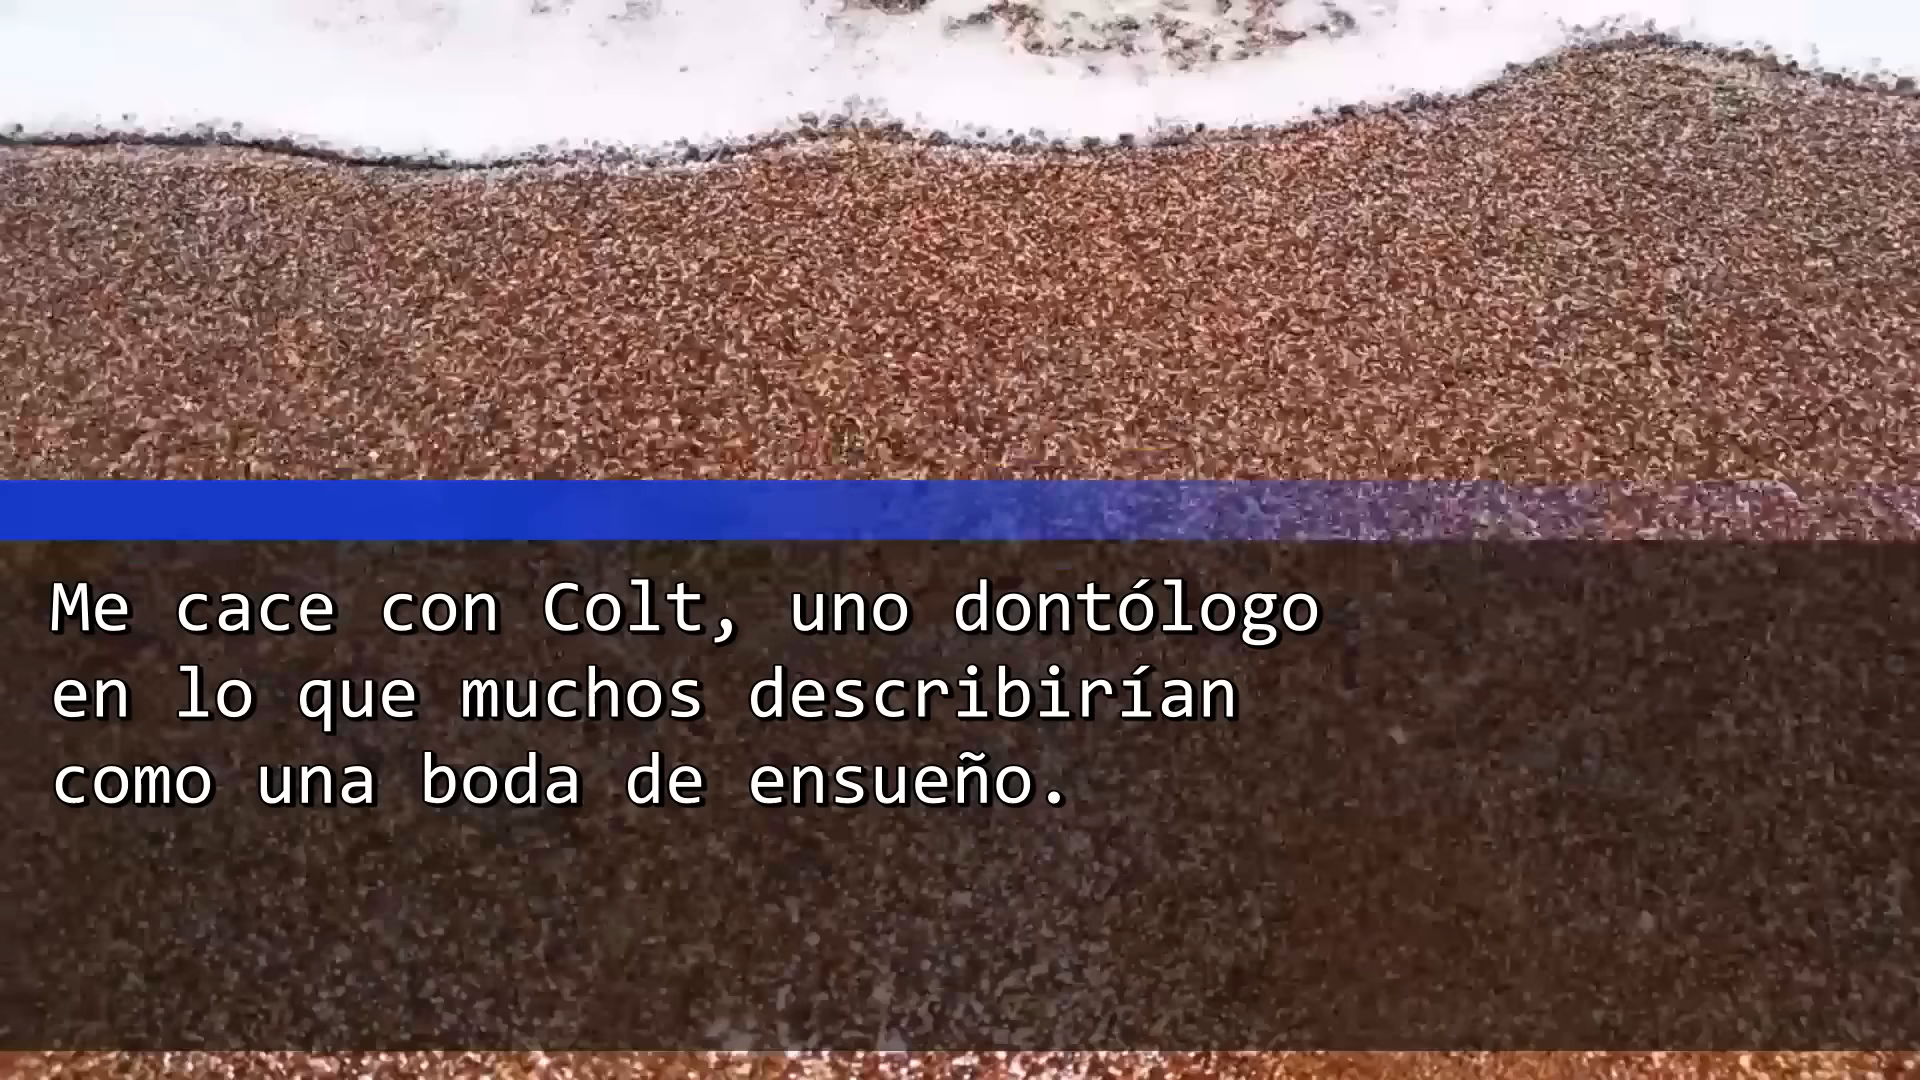 Me cace con Colt, uno dontólogo
en lo que muchos describirían
como una boda de ensueño.